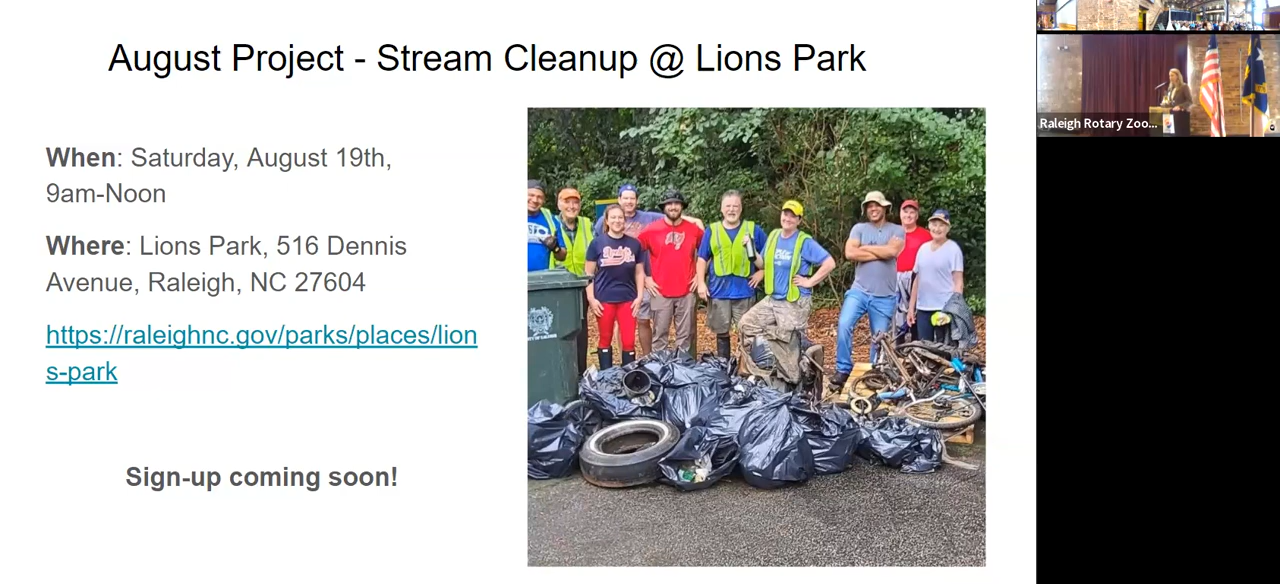 August Project - Stream Cleanup @ Lions Park
When: Saturday, August 19th,
9am-Noon
Where: Lions Park, 516 Dennis
Avenue, Raleigh, NC 27604
https://raleighnc.gov/parks/places/lion
s-park
Sign-up coming soon!
Raleigh Rotary Zoo...